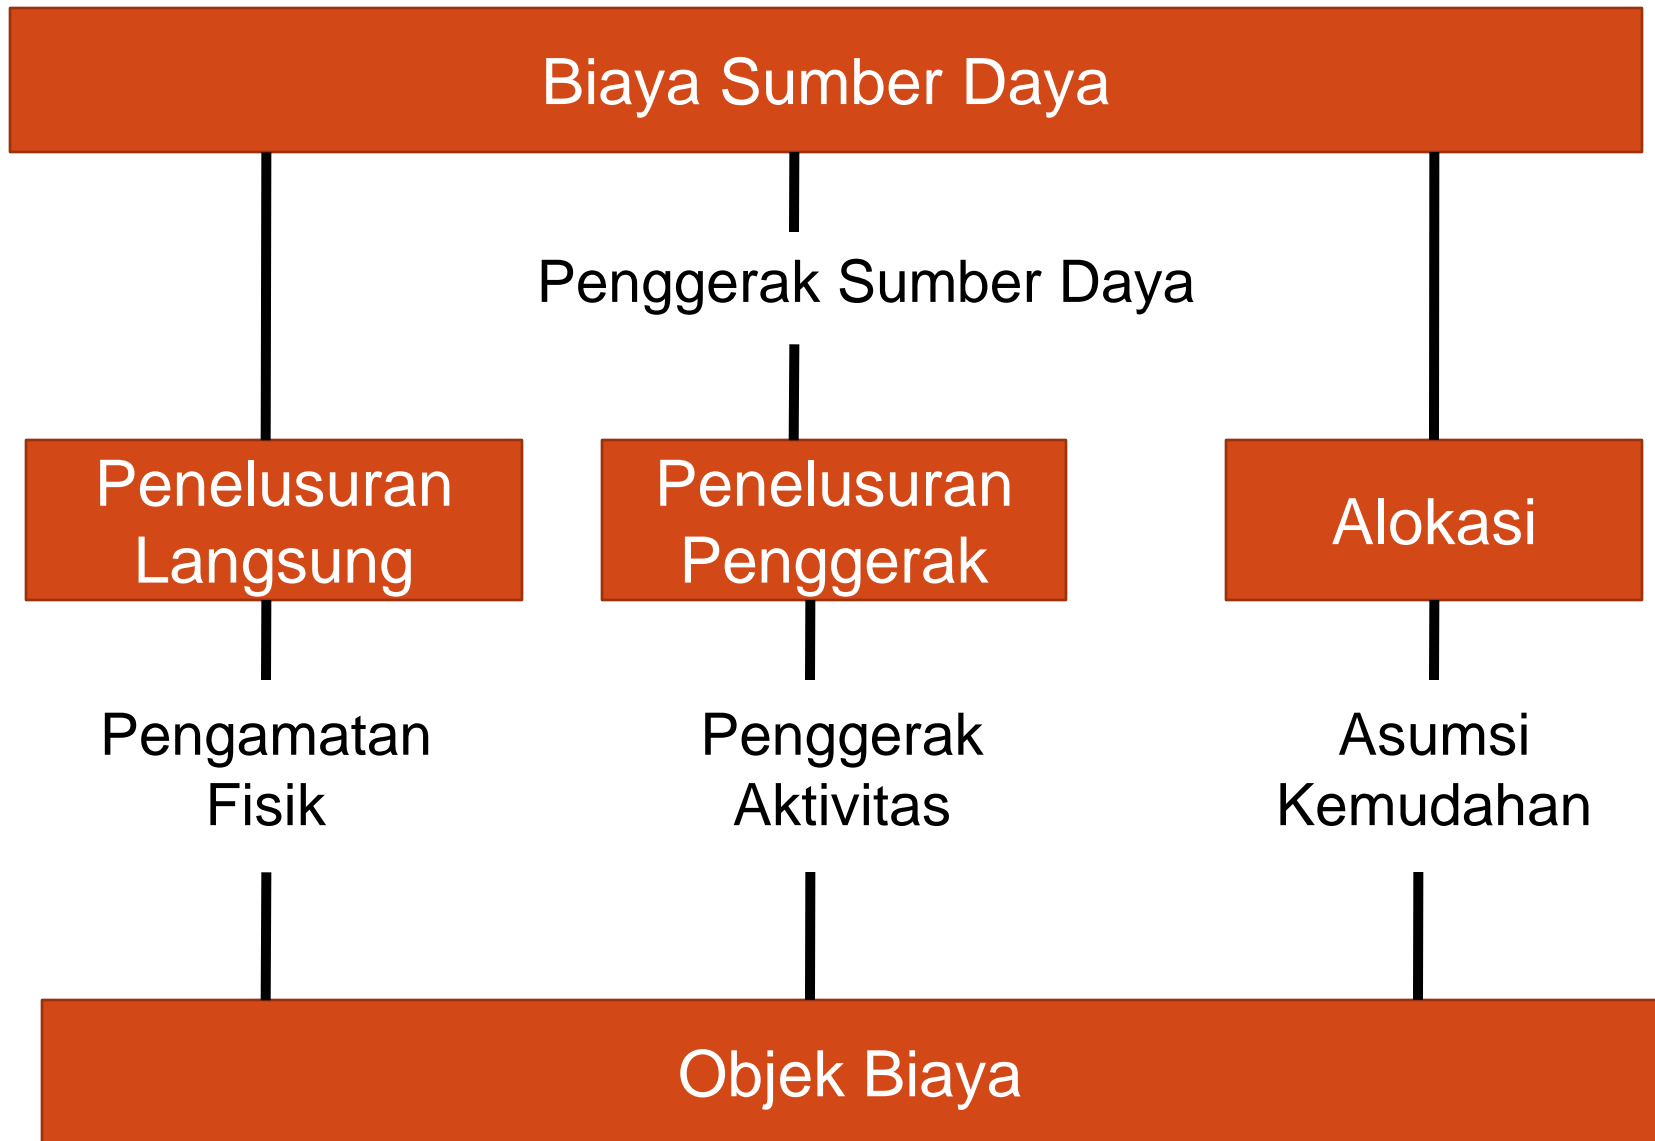 Biaya Sumber Daya
Penggerak Sumber Daya
Penelusuran
Langsung
Penelusuran
Penggerak
Alokasi
Pengamatan
Fisik
Penggerak
Aktivitas
Asumsi
Kemudahan
Objek Biaya